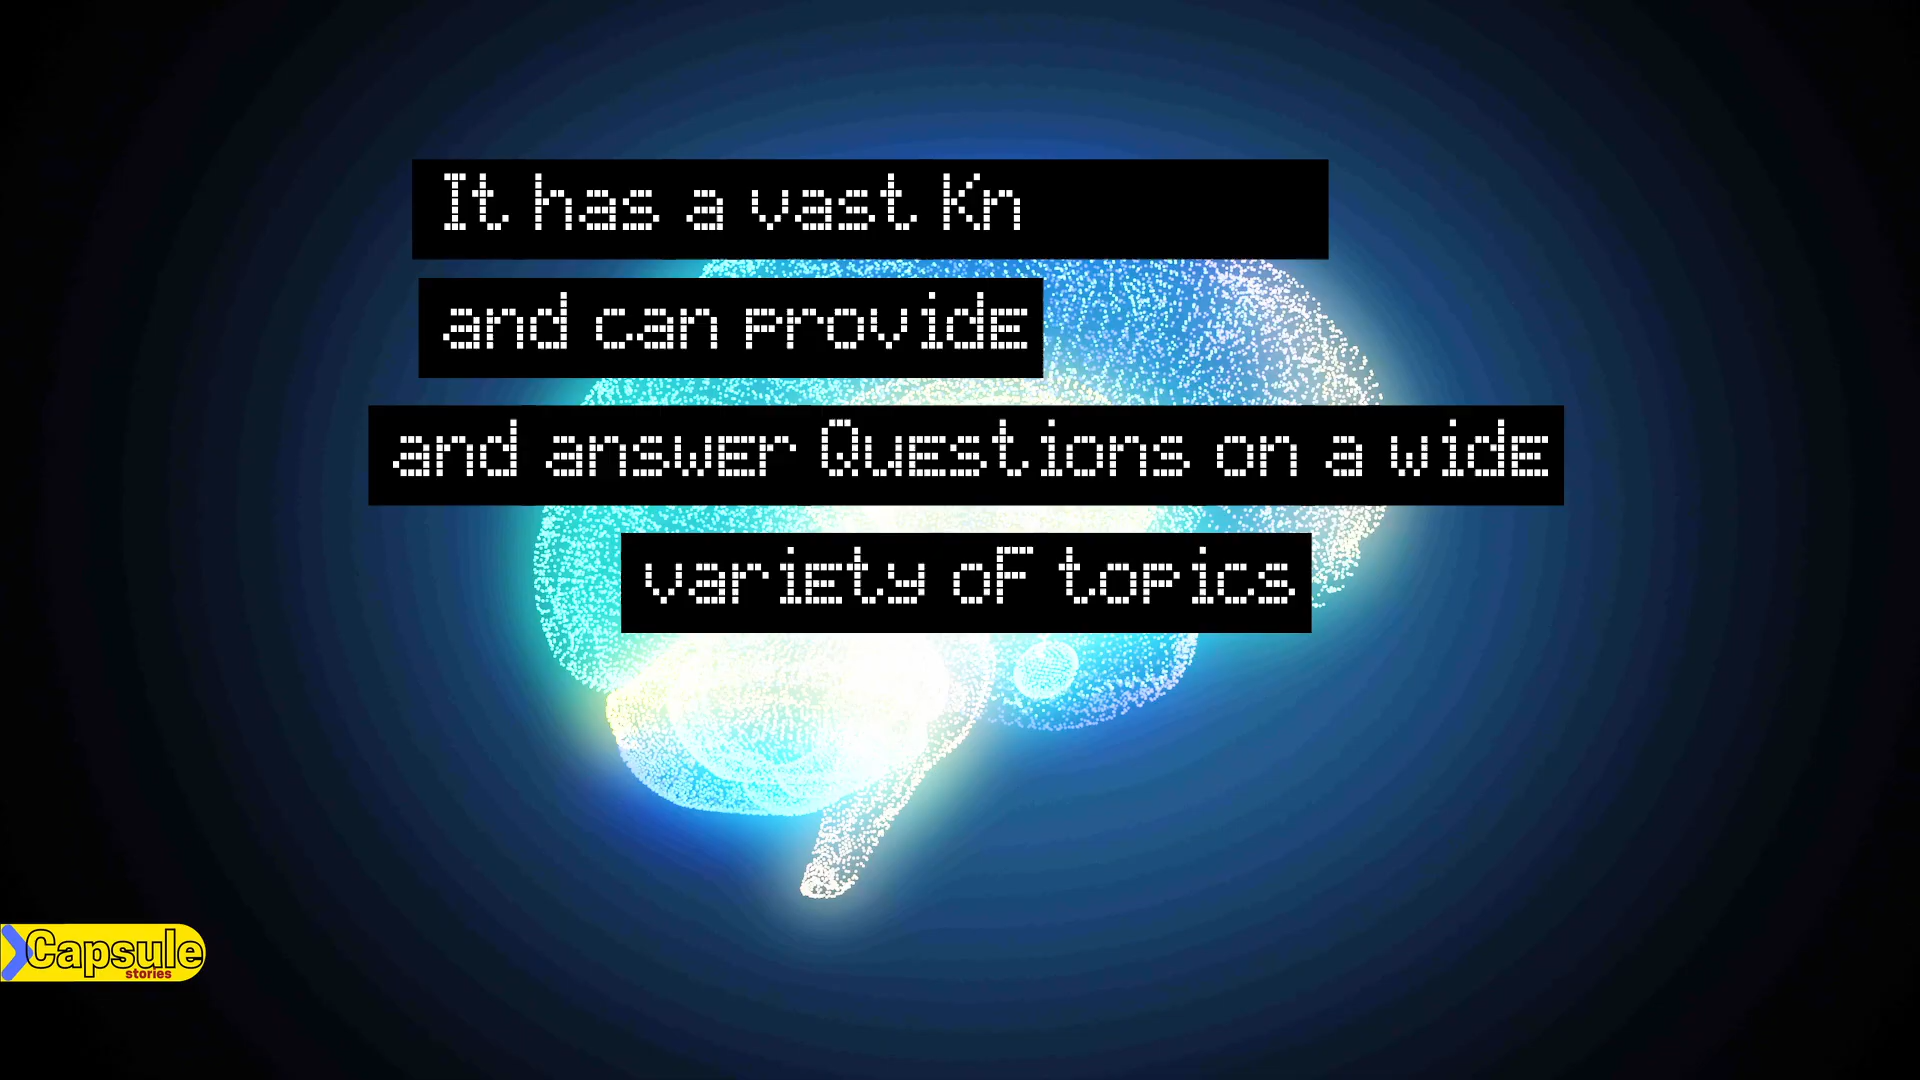 It has a vast Kn
and can provide
and answer Questions on a wide
variety of topics
Capsule
stories